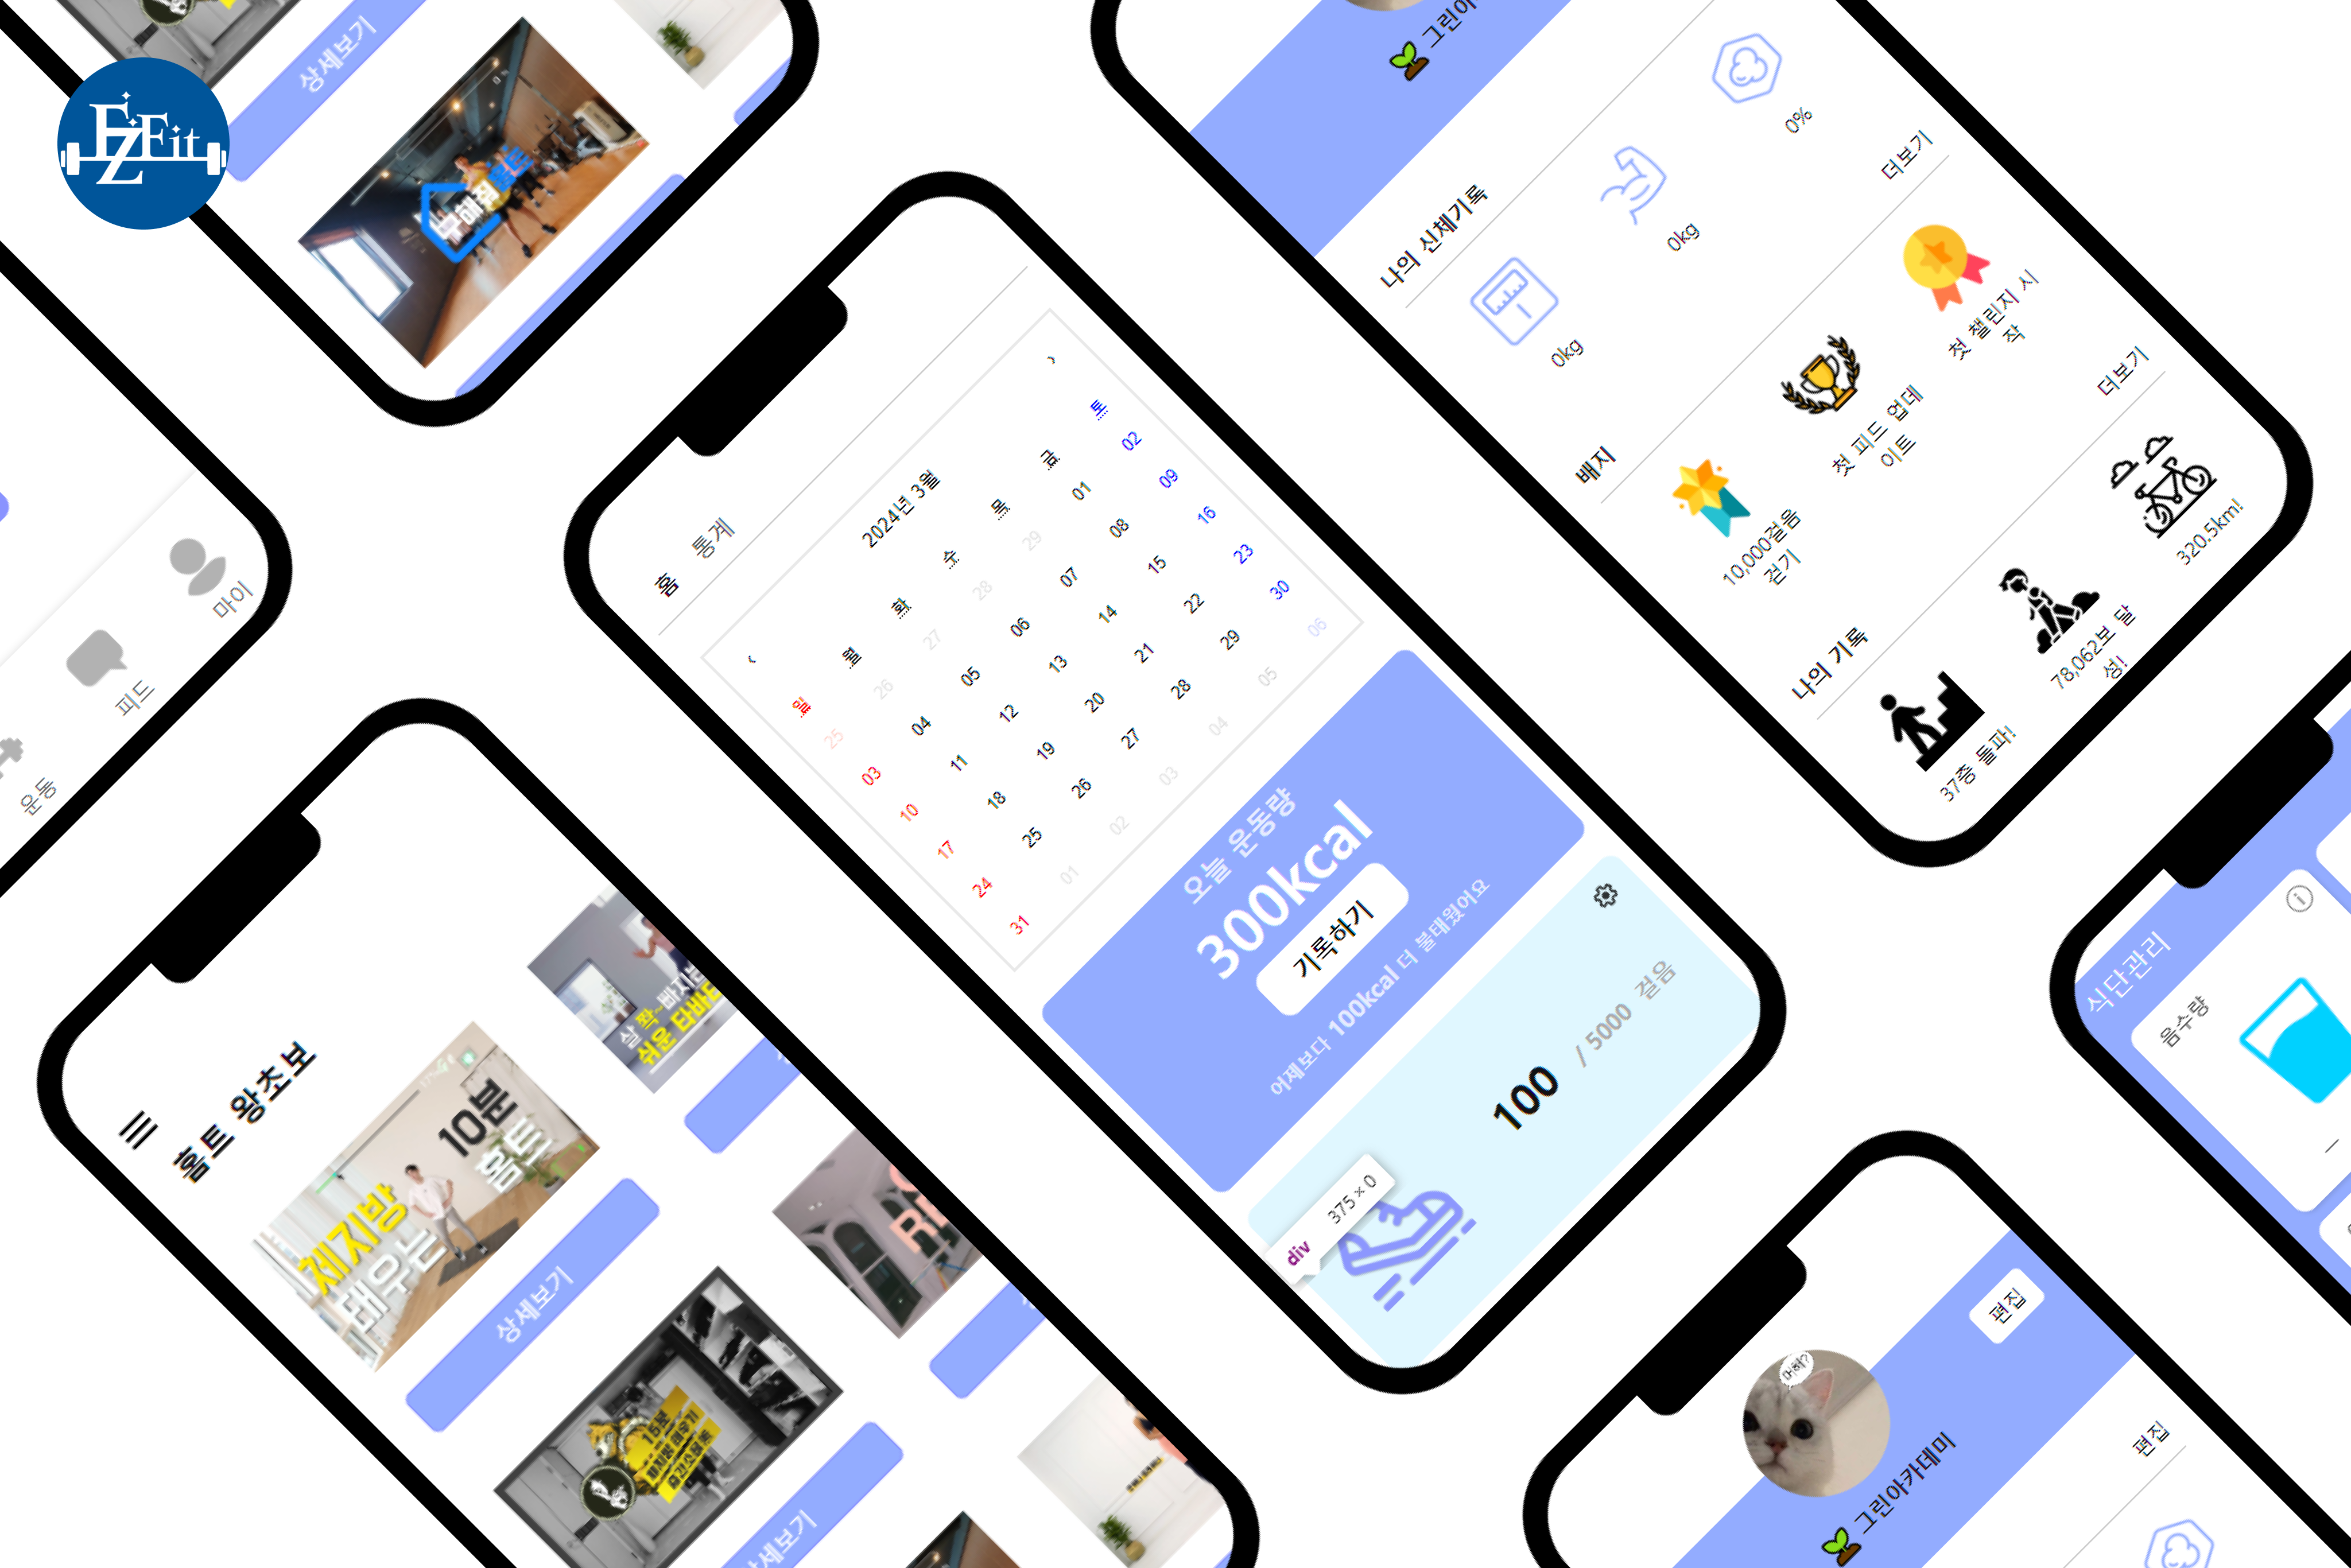 EZFit
상세보기
마이
피드
운동
홈트 왕초보
10분
홈트
체지방
태우는
상세보기
살 쫙~빠지는
쉬운 타바타
15분
상세보기
홈 통계
‹ 2024년 3월 ›
일 월 화 수 목 금 토
25 26 27 28 29 01 02
03 04 05 06 07 08 09
10 11 12 13 14 15 16
17 18 19 20 21 22 23
24 25 26 27 28 29 30
31 01 02 03 04 05 06
오늘 운동량
300kcal
기록하기
어제보다 100kcal 더 불태웠어요
100 / 5000 걸음
div 375 × 0
그린아
나의 신체기록
더보기
0kg 0kg 0%
배지
더보기
10,000걸음
걷기
첫 피드 업데
이트
첫 챌린지 시
작
나의 기록
37층 돌파!
78,062보 달
성!
320.5km!
식단관리
음수량
편집
뭐해?
그린아카데미
편집